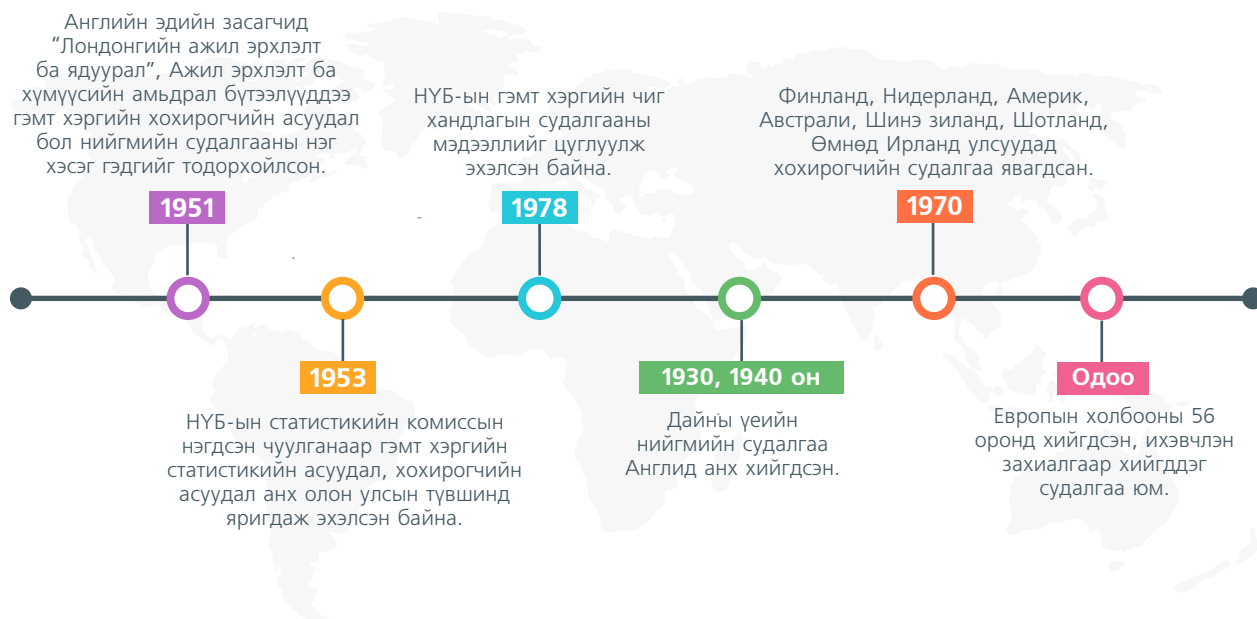 Английн эдийн засагчид
“Лондонгийн ажил эрхлэлт
ба ядуурал”, Ажил эрхлэлт ба
хүмүүсийн амьдрал бүтээлүүддээ
гэмт хэргийн хохирогчийн асуудал
бол нийгмийн судалгааны нэг
хэсэг гэдгийг тодорхойлсон.
1951
1953
НҮБ-ын статистикийн комиссын
нэгдсэн чуулганаар гэмт хэргийн
статистикийн асуудал, хохирогчийн
асуудал анх олон улсын түвшинд
яригдаж эхэлсэн байна.
НҮБ-ын гэмт хэргийн чиг
хандлагын судалгааны
мэдээллийг цуглуулж
эхэлсэн байна.
1978
1930, 1940 он
Дайны үеийн
нийгмийн судалгаа
Англид анх хийгдсэн.
Финланд, Нидерланд, Америк,
Австрали, Шинэ зиланд, Шотланд,
Өмнөд Ирланд улсуудад
хохирогчийн судалгаа явагдсан.
1970
Одоо
Европын холбооны 56
оронд хийгдсэн, ихэвчлэн
захиалгаар хийгддэг
судалгаа юм.